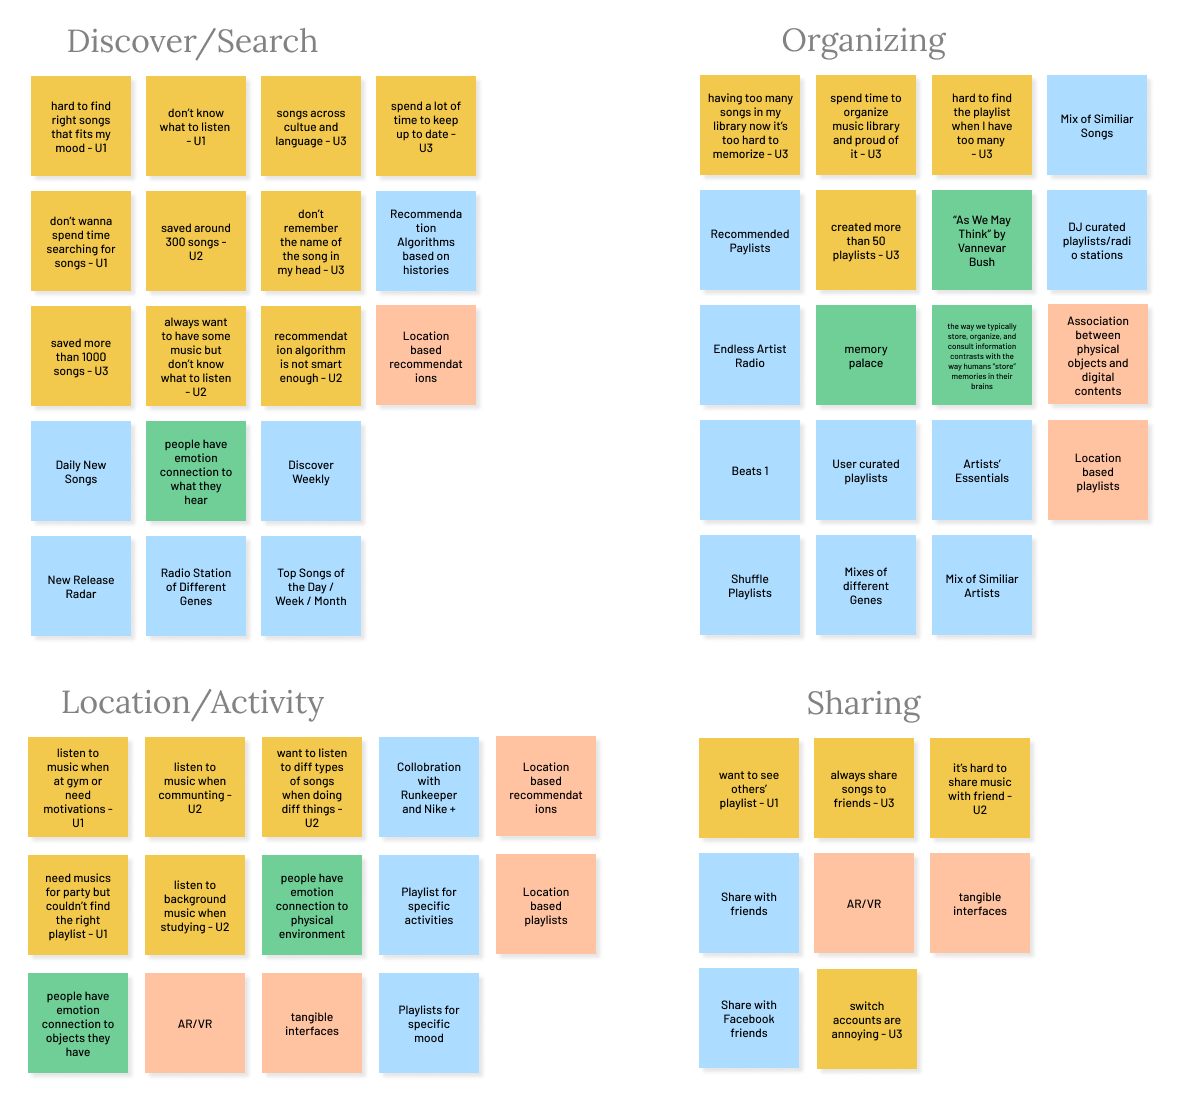 Discover/Search
hard to find
right songs
that fits my
mood - U1
don't know
what to listen
- U1
songs across
cultue and
language - U3
spend a lot of
time to keep
up to date -
U3
don't wanna
spend time
searching for
songs - U1
saved around
300 songs -
U2
don't
remember
the name of
the song in
my head - U3
Recommenda
tion
Algorithms
based on
histories
saved more
than 1000
songs - U3
always want
to have some
music but
don't know
what to listen
- U2
recommendat
ion algorithm
is not smart
enough - U2
Location
based
recommendat
ions
Daily New
Songs
people have
emotion
connection to
what they
hear
Discover
Weekly
New Release
Radar
Radio Station
of Different
Genes
Top Songs of
the Day /
Week / Month
Organizing
having too many
songs in my
library now it's
too hard to
memorize - U3
spend time to
organize
music library
and proud of
it - U3
hard to find
the playlist
when I have
too many
- U3
Mix of Similiar
Songs
Recommended
Paylists
created more
than 50
playlists - U3
"As We May
Think" by
Vannevar
Bush
DJ curated
playlists/radi
o stations
Endless Artist
Radio
memory
palace
the way we typically
store, organize, and
consult information
contrasts with the
way humans "store"
memories in their
brains
Association
between
physical
objects and
digital
contents
Beats 1
User curated
playlists
Artists'
Essentials
Location
based
playlists
Shuffle
Playlists
Mixes of
different
Genes
Mix of Similiar
Artists
Location/Activity
listen to
music when
at gym or
need
motivations -
U1
listen to
music when
communting -
U2
want to listen
to diff types
of songs
when doing
diff things -
U2
Collobration
with
Runkeeper
and Nike +
Location
based
recommendat
ions
need musics
for party but
couldn't find
the right
playlist - U1
listen to
background
music when
studying - U2
people have
emotion
connection to
physical
environment
Playlist for
specific
activities
Location
based
playlists
people have
emotion
connection to
objects they
have
AR/VR
tangible
interfaces
Playlists for
specific
mood
Sharing
want to see
others'
playlist - U1
always share
songs to
friends - U3
it's hard to
share music
with friend -
U2
Share with
friends
AR/VR
tangible
interfaces
Share with
Facebook
friends
switch
accounts are
annoying - U3